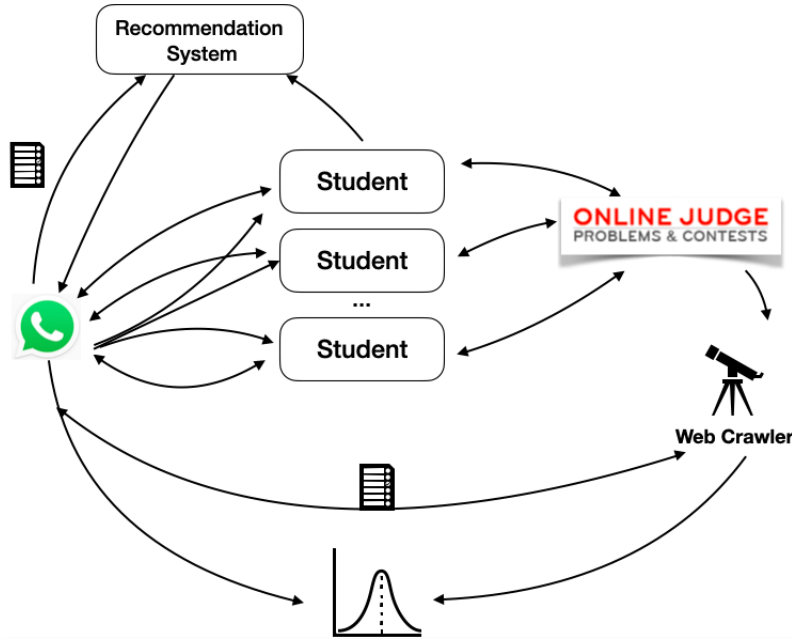 Recommendation
System
Student
ONLINE JUDGE
PROBLEMS & CONTESTS
Student
...
Student
Web Crawler